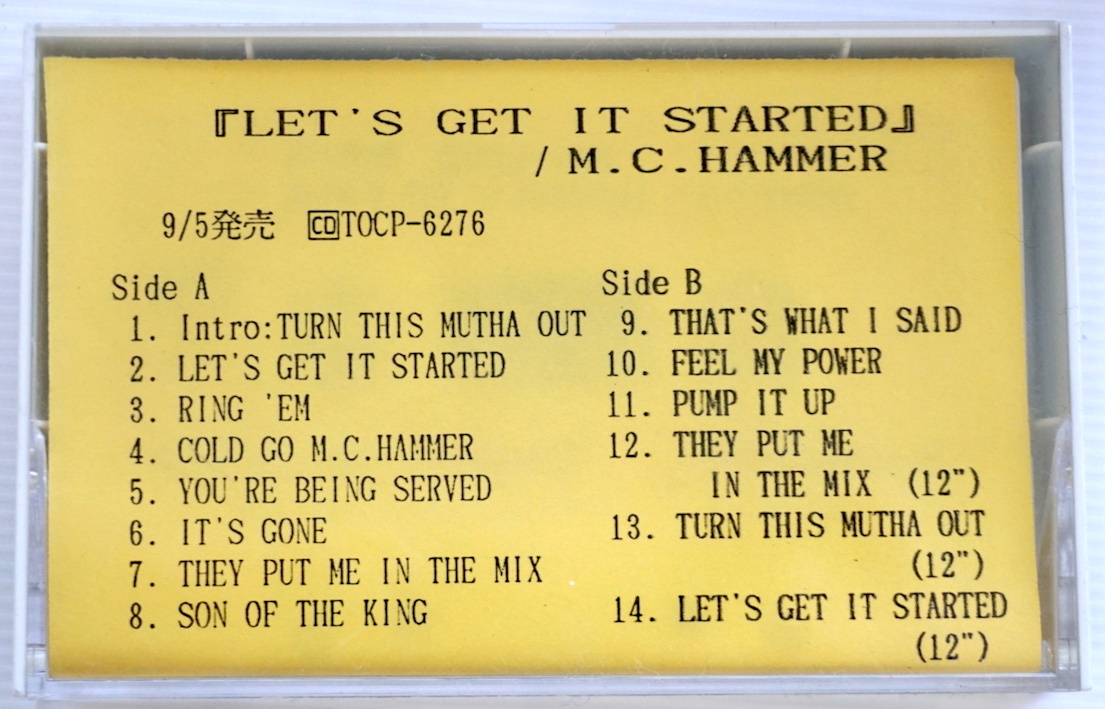 『LET'S GET IT STARTED』
/M.C.HAMMER
9/5発売 CDTOCP-6276
Side A
1. Intro:TURN THIS MUTHA OUT
2. LET'S GET IT STARTED
3. RING 'EM
4. COLD GO M.C.HAMMER
5. YOU'RE BEING SERVED
6. IT'S GONE
7. THEY PUT ME IN THE MIX
8. SON OF THE KING
Side B
9. THAT'S WHAT I SAID
10. FEEL MY POWER
11. PUMP IT UP
12. THEY PUT ME
IN THE MIX (12")
13. TURN THIS MUTHA OUT
(12")
14. LET'S GET IT STARTED
(12")